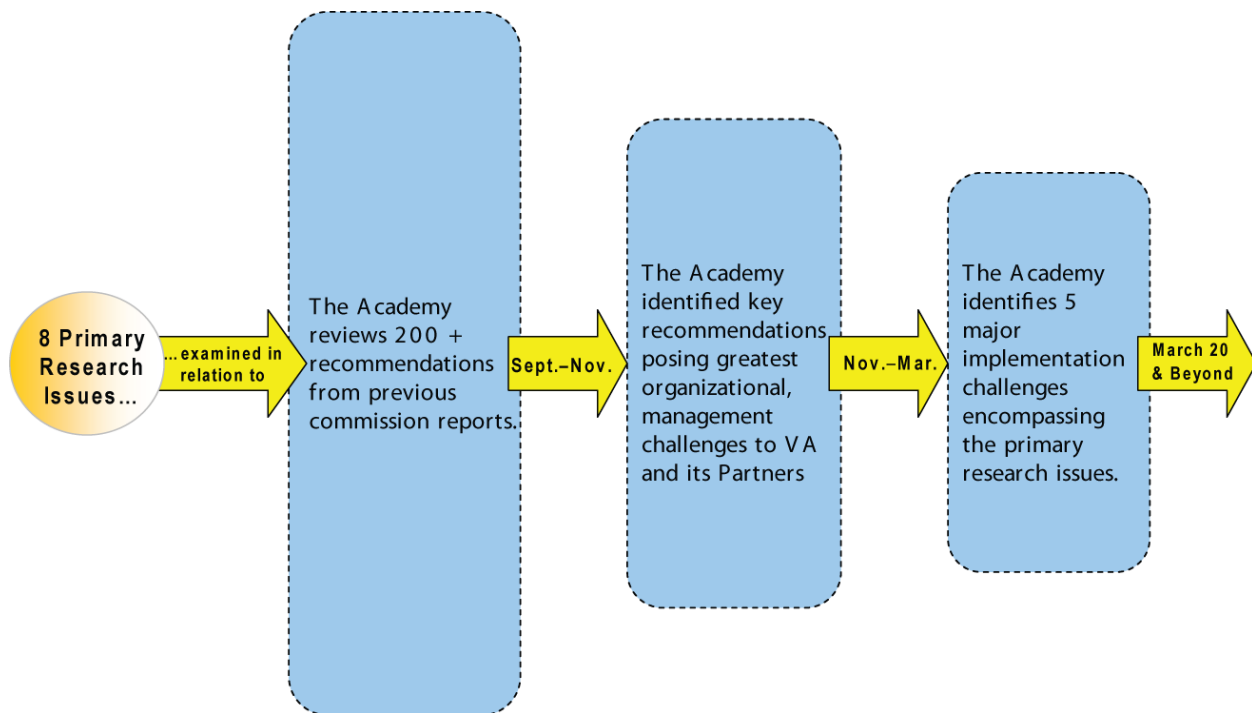 8 Primary
Research
Issues…
…examined in
relation to
The Academy
reviews 200 +
recommendations
from previous
commission reports.
Sept.–Nov.
The Academy
identified key
recommendations
posing greatest
organizational,
management
challenges to VA
and its Partners
Nov.–Mar.
The Academy
identifies 5
major
implementation
challenges
encompassing
the primary
research issues.
March 20
& Beyond